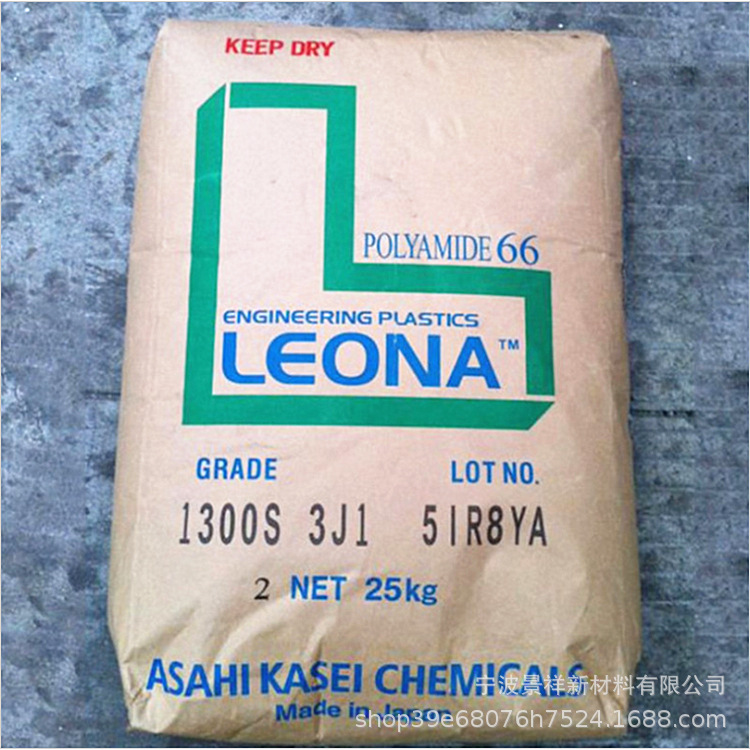 KEEP DRY
POLYAMIDE 66
ENGINEERING PLASTICS
LEONA™
GRADE LOT NO.
1300S 3J1 5IR8YA
2 NET 25kg
ASAHI KASEI CHEMICALS
Made in Japan
宁波景祥新材料有限公司
shop39e68076h7524.1688.com